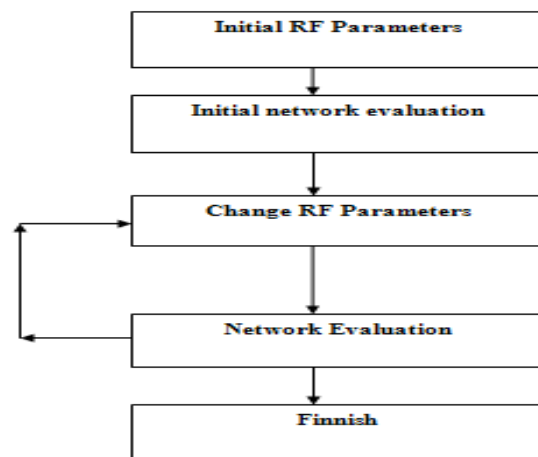 Initial RF Parameters
Initial network evaluation
Change RF Parameters
Network Evaluation
Finnish